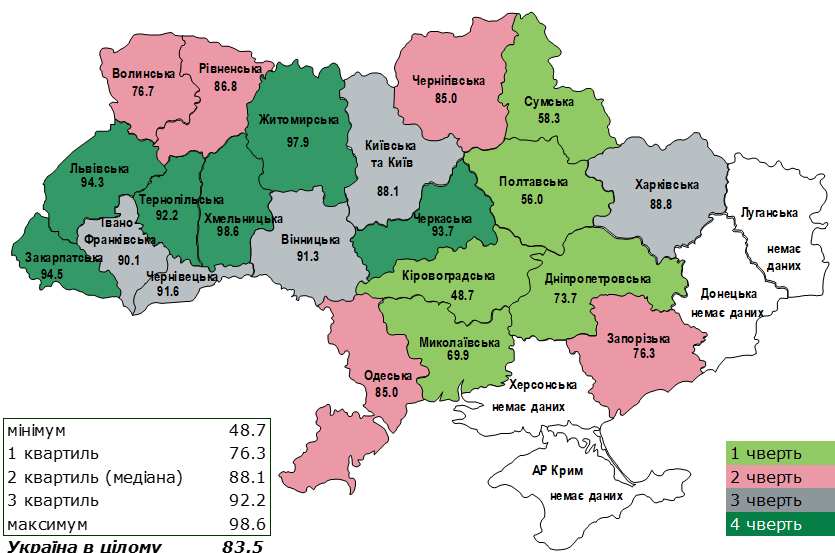 Волинська
76.7
Рівненська
86.8
Житомирська
97.9
Київська
та Київ
88.1
Чернігівська
85.0
Сумська
58.3
Львівська
94.3
Тернопільська
92.2
Хмельницька
98.6
Івано-
Франківська
90.1
Закарпатська
94.5
Чернівецька
91.6
Вінницька
91.3
Черкаська
93.7
Полтавська
56.0
Харківська
88.8
Луганська
немає
даних
Донецька
немає даних
Кіровоградська
48.7
Дніпропетровська
73.7
Запорізька
76.3
Миколаївська
69.9
Одеська
85.0
Херсонська
немає даних
АР Крим
немає даних
мінімум 48.7
1 квартиль 76.3
2 квартиль (медіана) 88.1
3 квартиль 92.2
максимум 98.6
Україна в цілому 83.5
1 чверть
2 чверть
3 чверть
4 чверть